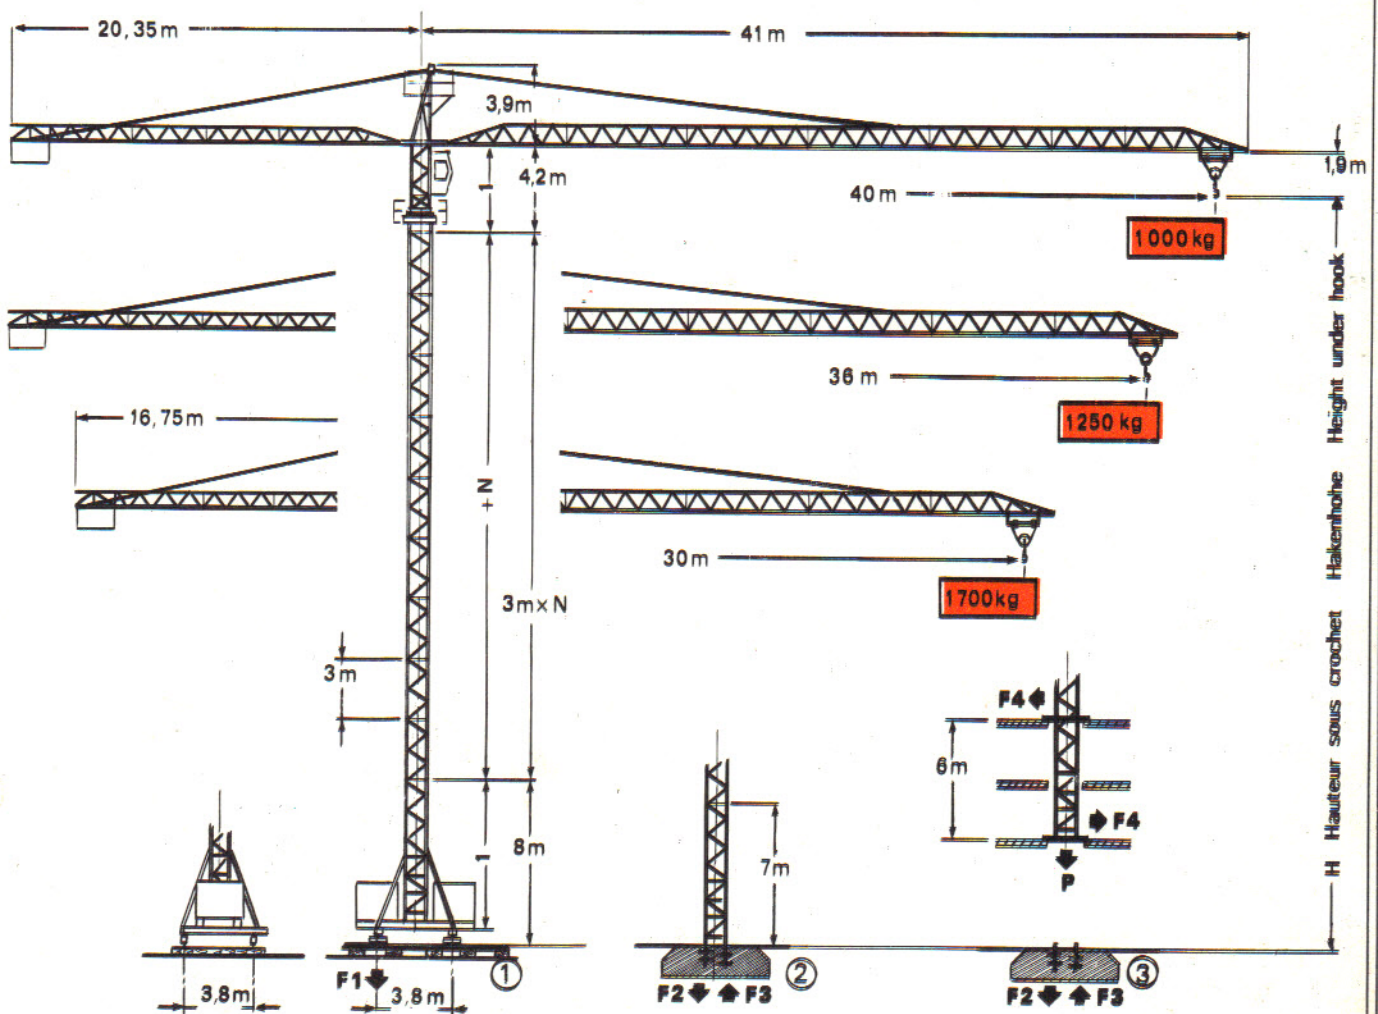 20,35m
41m
3,9m
1
4,2m
1,9m
40m
1000kg
36m
1250kg
16,75m
+N
30m
1700kg
3m×N
3m
F4
6m
F4
P
1
8m
7m
H Hauteur sous crochet Hakenhohe Height under hook
F1
3,8m
3,8m
1
F2
F3
2
F2
F3
3